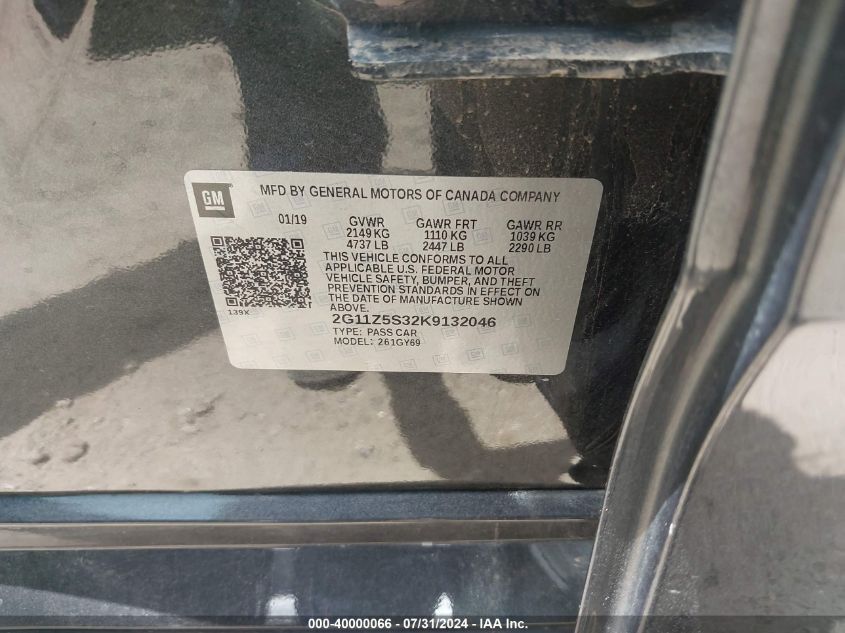 GM
MFD BY GENERAL MOTORS OF CANADA COMPANY
01/19 GVWR GAWR FRT GAWR RR
2149 KG 1110 KG 1039 KG
4737 LB 2447 LB 2290 LB
THIS VEHICLE CONFORMS TO ALL
APPLICABLE U.S. FEDERAL MOTOR
VEHICLE SAFETY, BUMPER, AND THEFT
PREVENTION STANDARDS IN EFFECT ON
THE DATE OF MANUFACTURE SHOWN
ABOVE.
139X
2G11Z5S32K9132046
TYPE: PASS CAR
MODEL: 261GY69
000-40000066 - 07/31/2024 - IAA Inc.